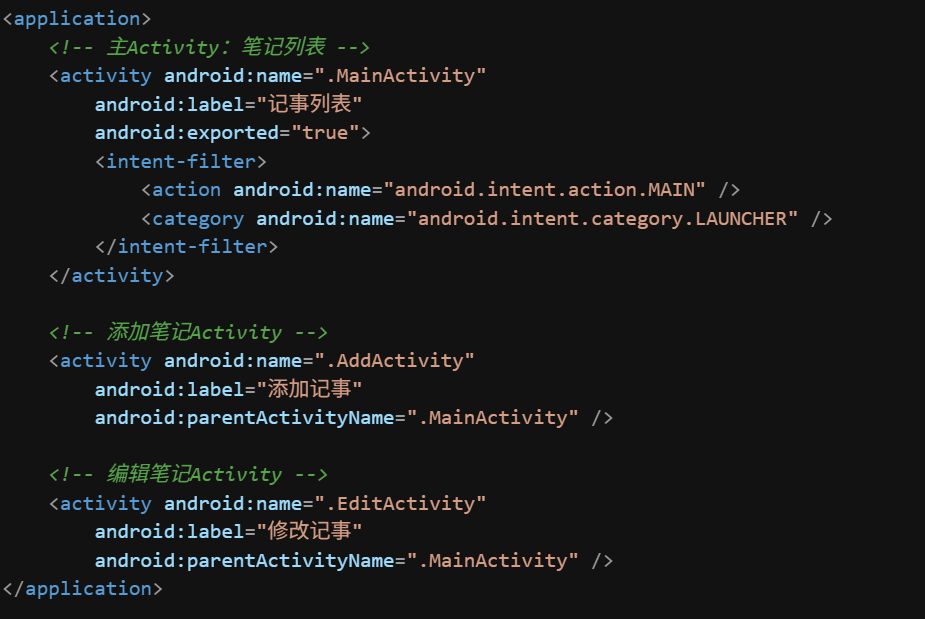 <application>
    <!-- 主Activity：笔记列表 -->
    <activity android:name=".MainActivity"
        android:label="记事列表"
        android:exported="true">
        <intent-filter>
            <action android:name="android.intent.action.MAIN" />
            <category android:name="android.intent.category.LAUNCHER" />
        </intent-filter>
    </activity>

    <!-- 添加笔记Activity -->
    <activity android:name=".AddActivity"
        android:label="添加记事"
        android:parentActivityName=".MainActivity" />

    <!-- 编辑笔记Activity -->
    <activity android:name=".EditActivity"
        android:label="修改记事"
        android:parentActivityName=".MainActivity" />
</application>